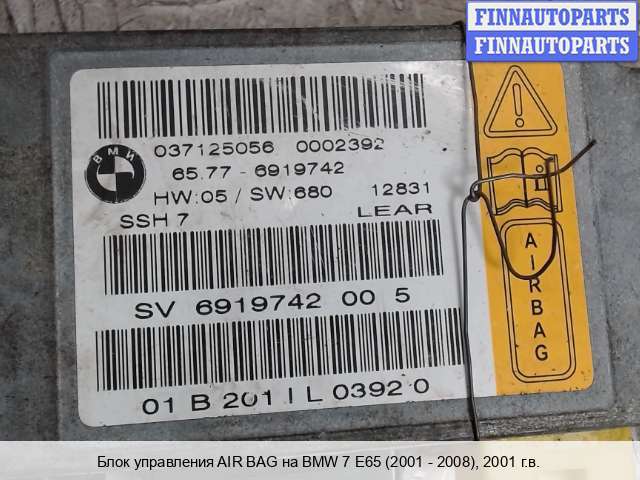 FINNAUTOPARTS
FINNAUTOPARTS
037125056 0002392
BMW
65.77 - 6919742
HW:05 / SW:680 12831
SSH 7 LEAR
SV 6919742 00 5
01 B 201 I L 0392 0
AIRBAG
Блок управления AIR BAG на BMW 7 E65 (2001 - 2008), 2001 г.в.